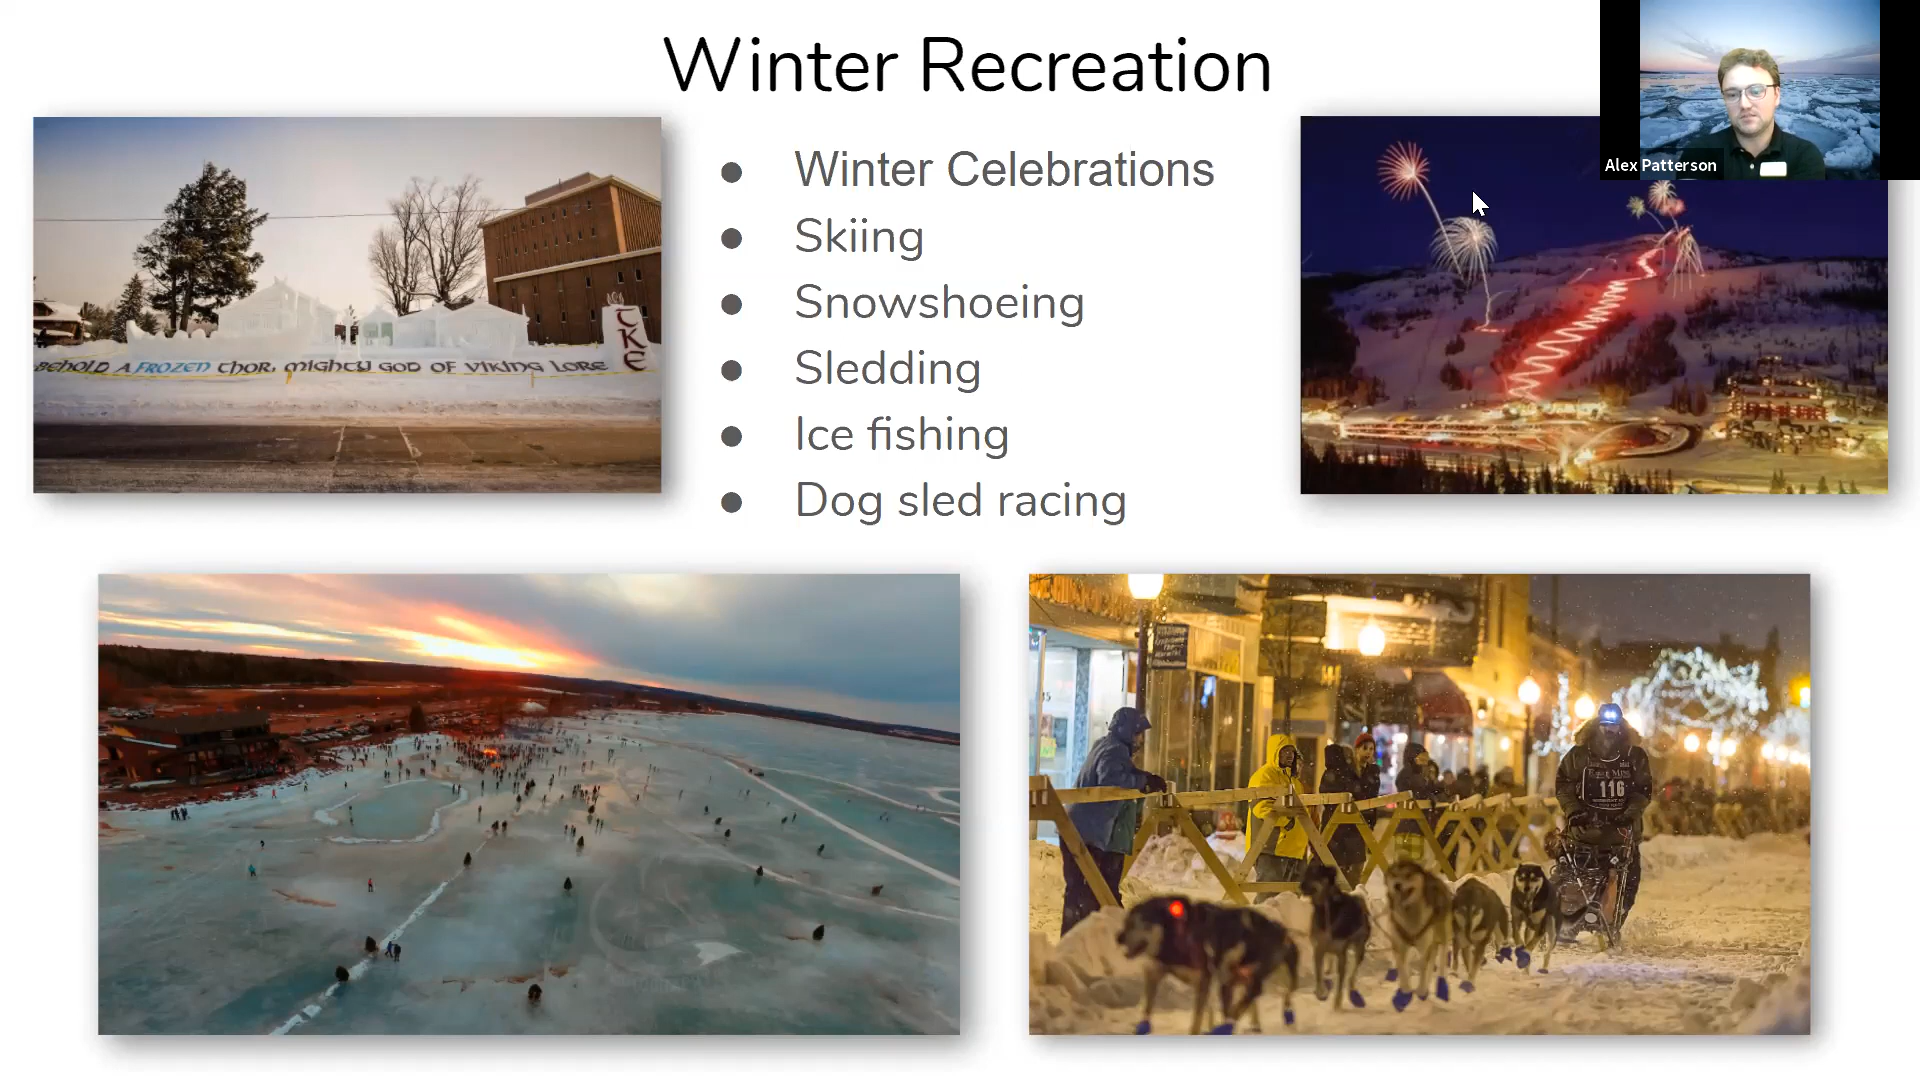 Winter Recreation
Alex Patterson
● Winter Celebrations
● Skiing
● Snowshoeing
● Sledding
● Ice fishing
● Dog sled racing
BEHOLD A FROZEN THOR, MIGHTY GOD OF VIKING LORE
TKE
116